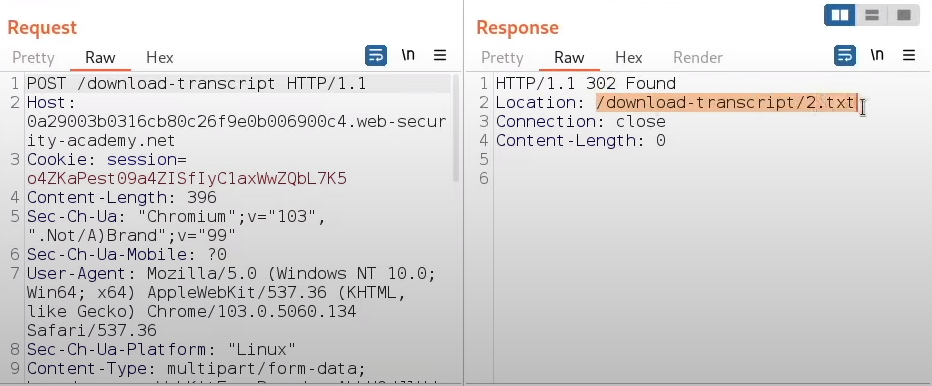 Request
Pretty Raw Hex
\n
1 POST /download-transcript HTTP/1.1
2 Host:
0a29003b0316cb80c26f9e0b006900c4.web-secur
ity-academy.net
3 Cookie: session=
o4ZKaPest09a4ZISfIyC1axWwZQbL7K5
4 Content-Length: 396
5 Sec-Ch-Ua: "Chromium";v="103",
".Not/A)Brand";v="99"
6 Sec-Ch-Ua-Mobile: ?0
7 User-Agent: Mozilla/5.0 (Windows NT 10.0;
Win64; x64) AppleWebKit/537.36 (KHTML,
like Gecko) Chrome/103.0.5060.134
Safari/537.36
8 Sec-Ch-Ua-Platform: "Linux"
9 Content-Type: multipart/form-data;
Response
Pretty Raw Hex Render
\n
1 HTTP/1.1 302 Found
2 Location: /download-transcript/2.txt
3 Connection: close
4 Content-Length: 0
5
6